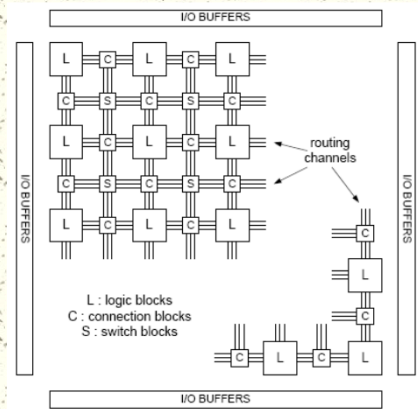 I/O BUFFERS
I/O BUFFERS
L C L C L
C S C S C
L C L C L
routing
channels
C S C S C
L C L C L
I/O BUFFERS
C
L
L : logic blocks
C : connection blocks
S : switch blocks
C
C L C L
I/O BUFFERS